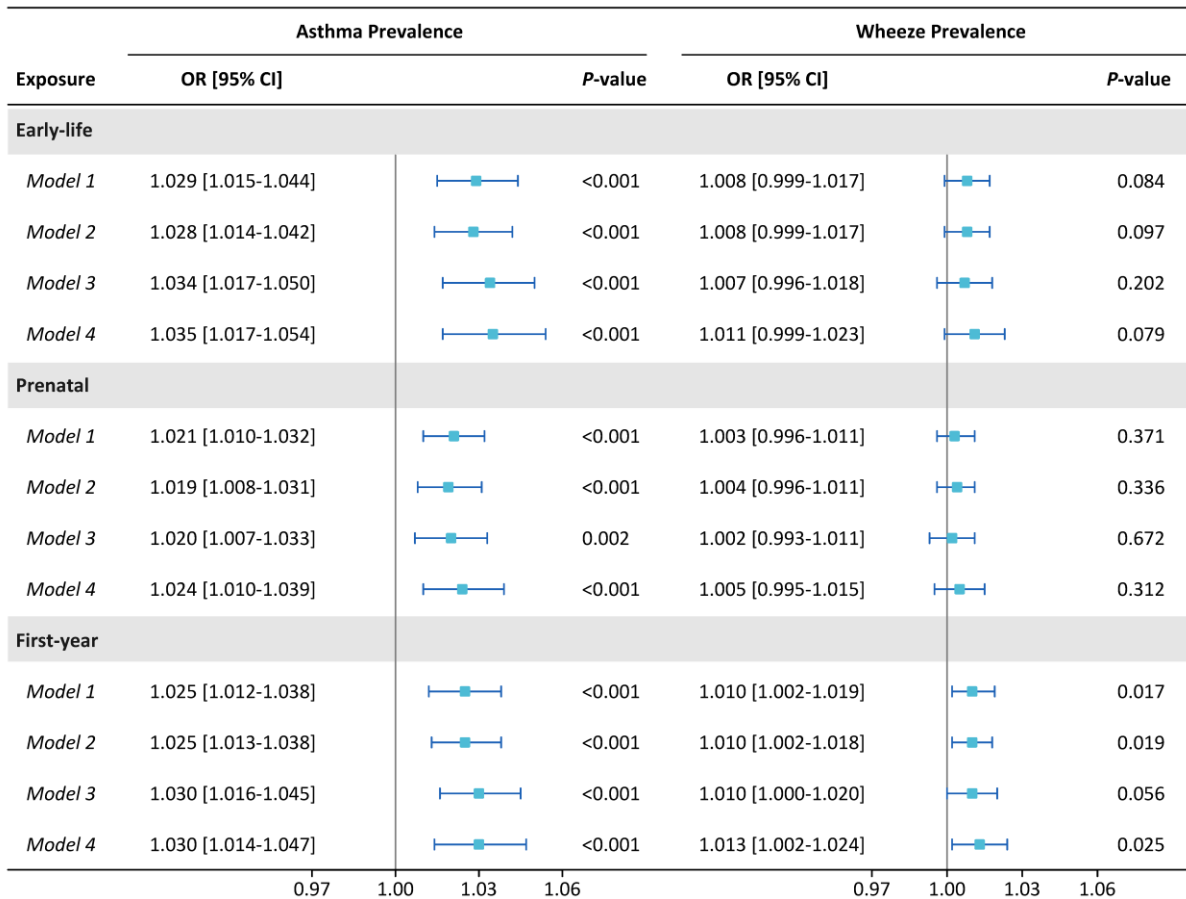 Asthma Prevalence Wheeze Prevalence
Exposure OR [95% CI] P-value OR [95% CI] P-value
Early-life
Model 1 1.029 [1.015-1.044] <0.001 1.008 [0.999-1.017] 0.084
Model 2 1.028 [1.014-1.042] <0.001 1.008 [0.999-1.017] 0.097
Model 3 1.034 [1.017-1.050] <0.001 1.007 [0.996-1.018] 0.202
Model 4 1.035 [1.017-1.054] <0.001 1.011 [0.999-1.023] 0.079
Prenatal
Model 1 1.021 [1.010-1.032] <0.001 1.003 [0.996-1.011] 0.371
Model 2 1.019 [1.008-1.031] <0.001 1.004 [0.996-1.011] 0.336
Model 3 1.020 [1.007-1.033] 0.002 1.002 [0.993-1.011] 0.672
Model 4 1.024 [1.010-1.039] <0.001 1.005 [0.995-1.015] 0.312
First-year
Model 1 1.025 [1.012-1.038] <0.001 1.010 [1.002-1.019] 0.017
Model 2 1.025 [1.013-1.038] <0.001 1.010 [1.002-1.018] 0.019
Model 3 1.030 [1.016-1.045] <0.001 1.010 [1.000-1.020] 0.056
Model 4 1.030 [1.014-1.047] <0.001 1.013 [1.002-1.024] 0.025
0.97 1.00 1.03 1.06 0.97 1.00 1.03 1.06